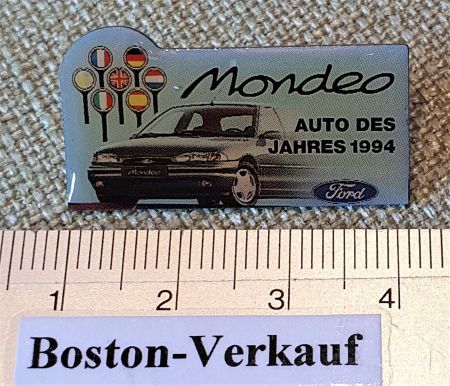 Mondeo
AUTO DES
JAHRES 1994
Mondeo
Ford
1 2 3 4
Boston-Verkauf